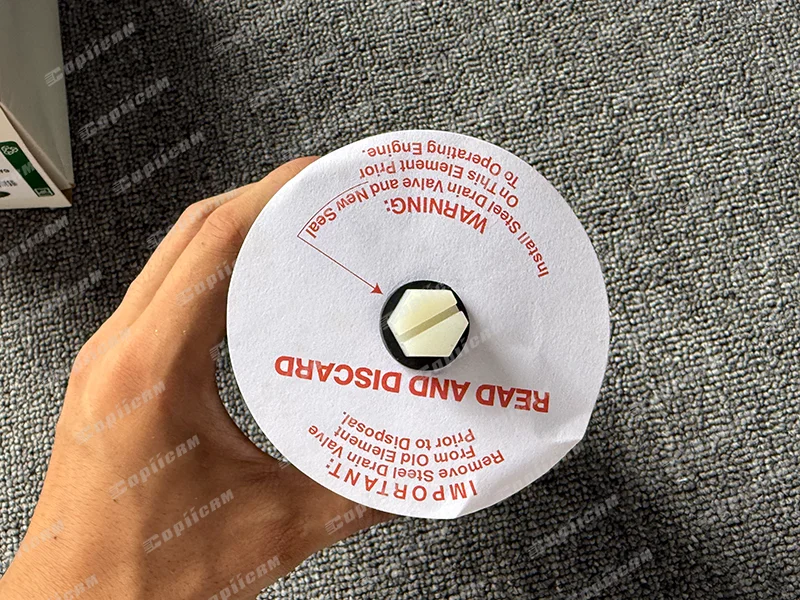 IMPORTANT:
Remove Steel Drain Valve
From Old Element
Prior to Disposal.
READ AND DISCARD
WARNING:
Install Steel Drain Valve and New Seal
On This Element Prior
To Operating Engine.
Copiicam